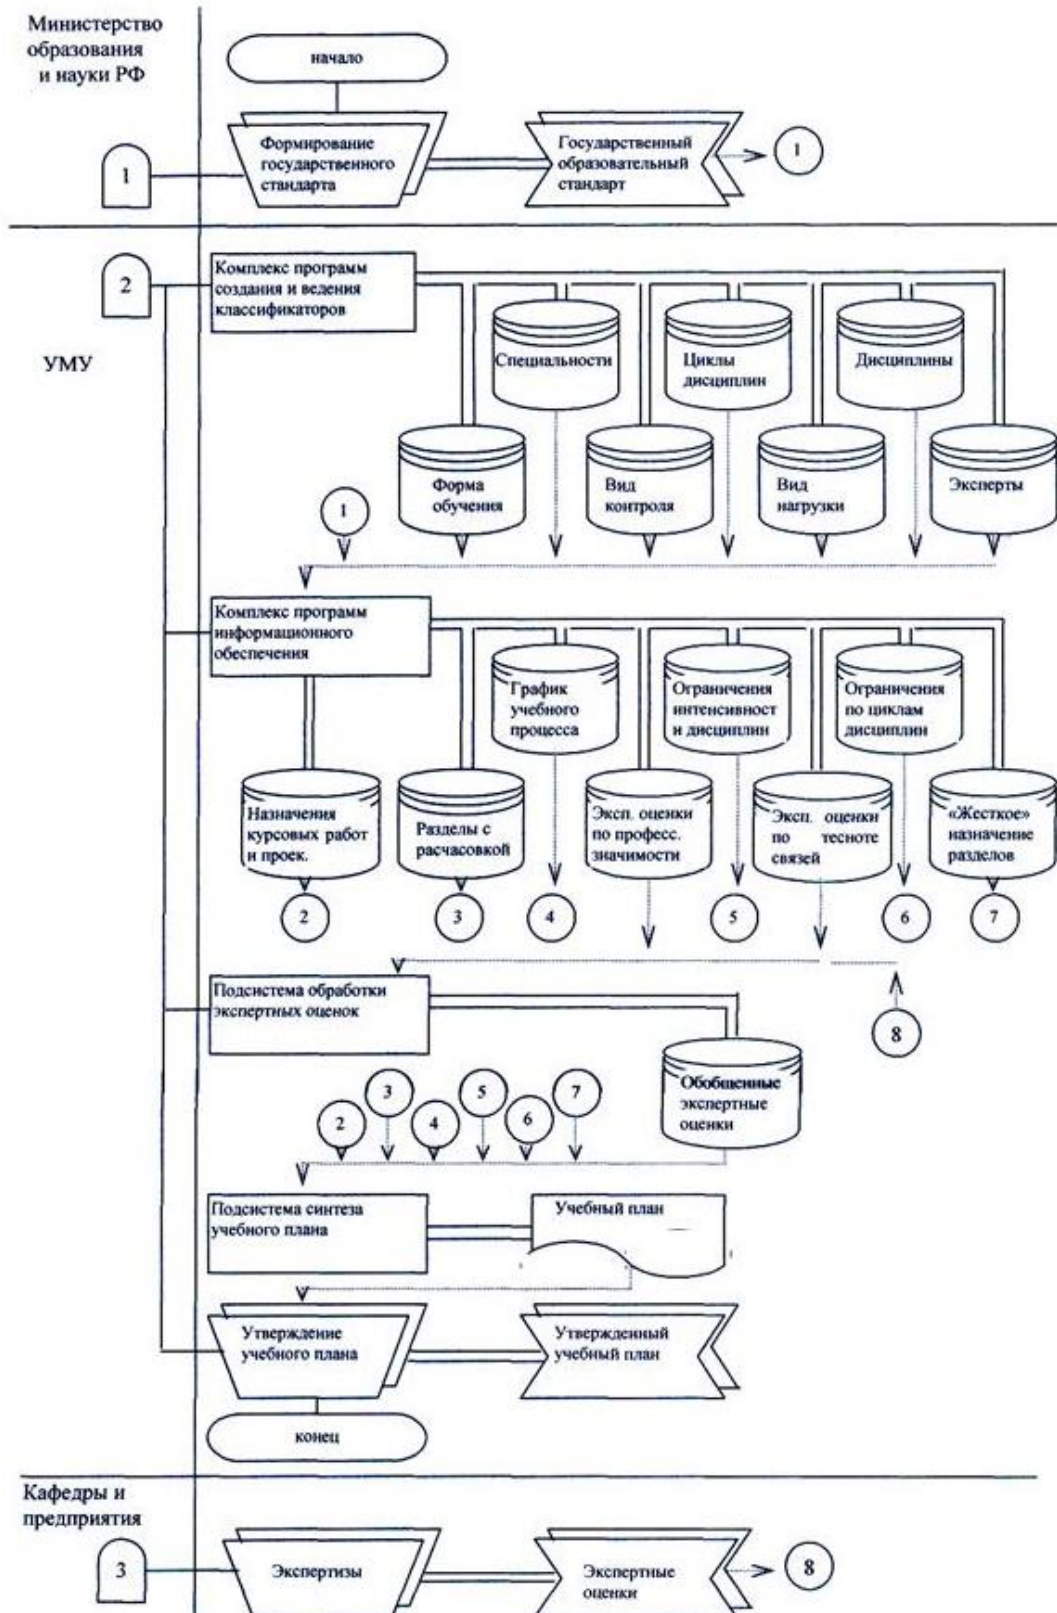 Министерство
образования
и науки РФ
начало
1
Формирование
государственного
стандарта
Государственный
образовательный
стандарт
1
2
УМУ
Комплекс программ
создания и ведения
классификаторов
Специальности
Циклы
дисциплин
Дисциплины
Форма
обучения
Вид
контроля
Вид
нагрузки
Эксперты
1
Комплекс программ
информационного
обеспечения
График
учебного
процесса
Ограничения
интенсивност
и дисциплин
Ограничения
по циклам
дисциплин
Назначения
курсовых работ
и проек.
Разделы с
расчасовкой
Эксп. оценки
по професс.
значимости
Эксп. оценки
по тесноте
связей
«Жесткое»
назначение
разделов
2
3
4
5
6
7
Подсистема обработки
экспертных оценок
8
Обобщенные
экспертные
оценки
2
3
4
5
6
7
Подсистема синтеза
учебного плана
Учебный план
Утверждение
учебного плана
Утвержденный
учебный план
конец
Кафедры и
предприятия
3
Экспертизы
Экспертные
оценки
8